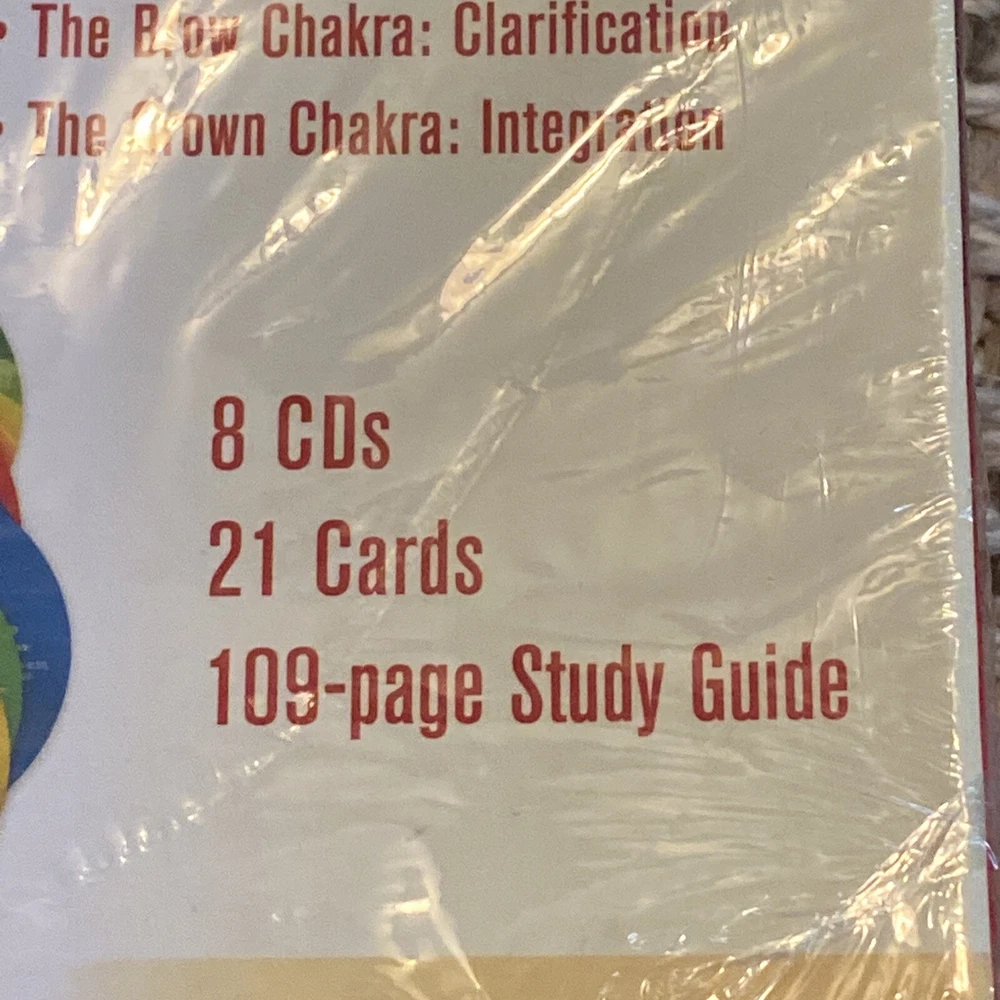 • The Brow Chakra: Clarification
• The Crown Chakra: Integration
8 CDs
21 Cards
109-page Study Guide